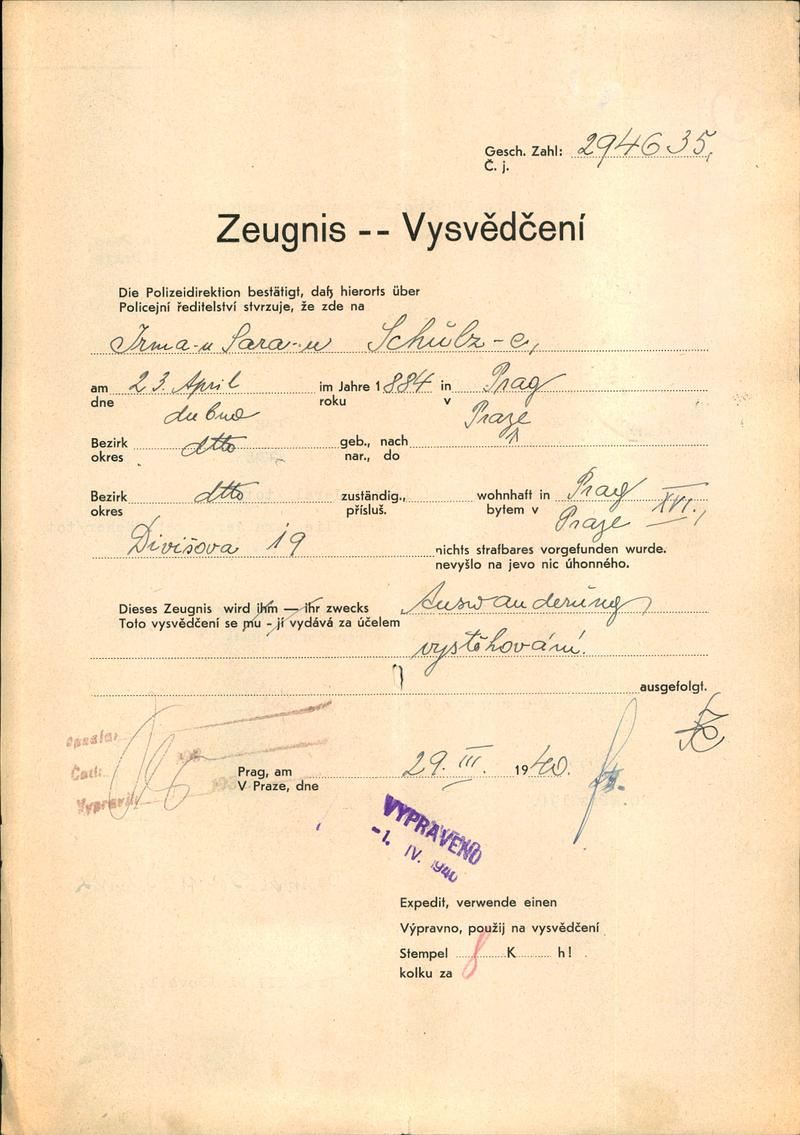 Gesch. Zahl: 294635,
Č. j.
Zeugnis -- Vysvědčení
Die Polizeidirektion bestätigt, daß hierorts über
Policejní ředitelství stvrzuje, že zde na
Irma-u Sara-u Schülz-e,
am 23. April im Jahre 1884 in Prag
dne dubna roku v Praze
Bezirk dtto geb., nach
okres nar., do
Bezirk dtto zuständig., wohnhaft in Prag XVI.,
okres přísluš. bytem v Praze
Divišova 19 nichts strafbares vorgefunden wurde.
nevyšlo na jevo nic úhonného.
Dieses Zeugnis wird ihm — ihr zwecks Auswanderung
Toto vysvědčení se mu - jí vydává za účelem
vystěhování.
ausgefolgt.
Opsala:
Četl:
Vypravil:
Prag, am 29. III. 1940.
V Praze, dne
VYPRAVENO
-1. IV. 1940
Expedit, verwende einen
Výpravno, použij na vysvědčení
Stempel 8 K h!
kolku za